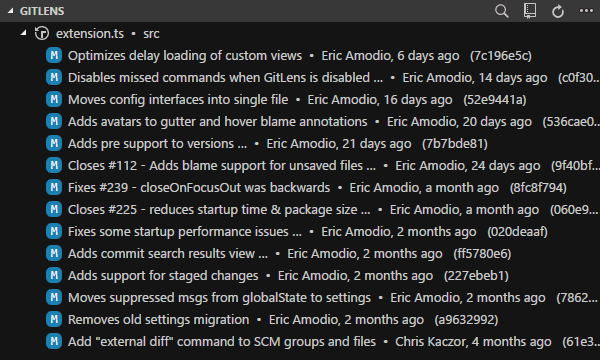 GITLENS
extension.ts • src
M Optimizes delay loading of custom views • Eric Amodio, 6 days ago (7c196e5c)
M Disables missed commands when GitLens is disabled ... • Eric Amodio, 14 days ago (c0f30...
M Moves config interfaces into single file • Eric Amodio, 16 days ago (52e9441a)
M Adds avatars to gutter and hover blame annotations • Eric Amodio, 20 days ago (536cae0...
M Adds pre support to versions ... • Eric Amodio, 21 days ago (7b7bde81)
M Closes #112 - Adds blame support for unsaved files ... • Eric Amodio, 24 days ago (9f40bf...
M Fixes #239 - closeOnFocusOut was backwards • Eric Amodio, a month ago (8fc8f794)
M Closes #225 - reduces startup time & package size ... • Eric Amodio, a month ago (060e9...
M Fixes some startup performance issues ... • Eric Amodio, 2 months ago (020deaaf)
M Adds commit search results view ... • Eric Amodio, 2 months ago (ff5780e6)
M Adds support for staged changes • Eric Amodio, 2 months ago (227ebeb1)
M Moves suppressed msgs from globalState to settings • Eric Amodio, 2 months ago (7862...
M Removes old settings migration • Eric Amodio, 2 months ago (a9632992)
M Add "external diff" command to SCM groups and files • Chris Kaczor, 4 months ago (61e3...